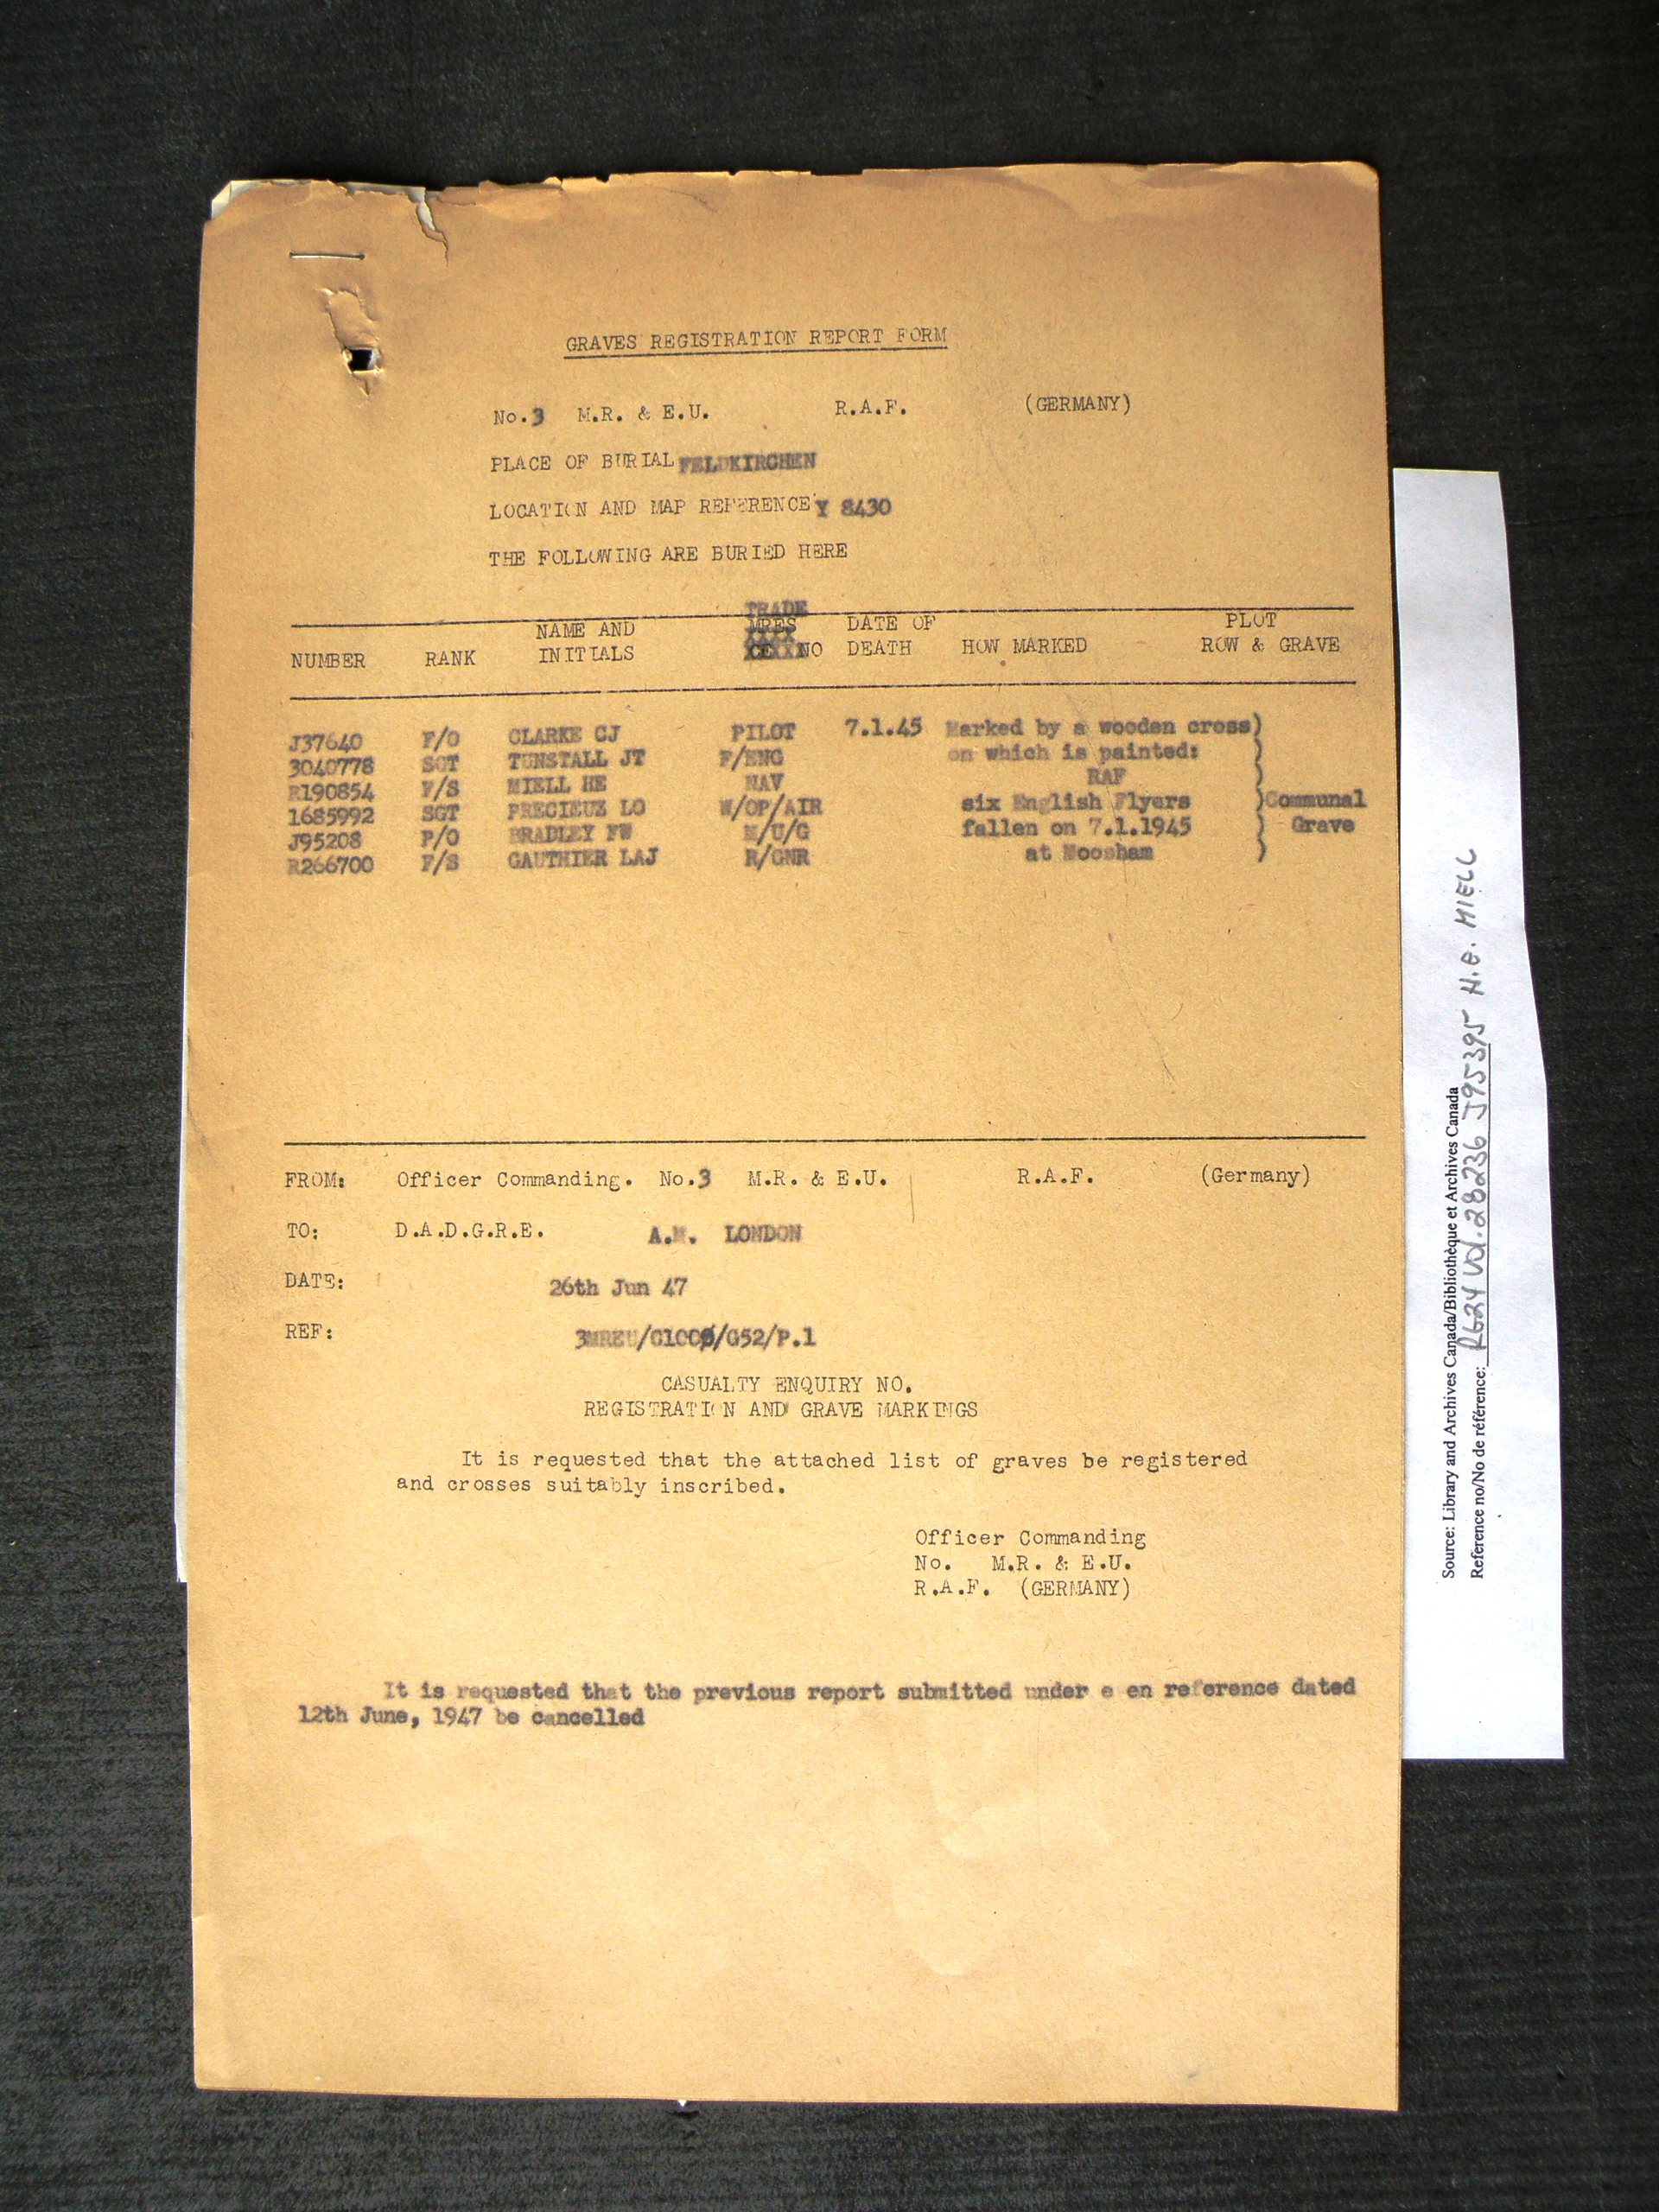 GRAVES REGISTRATION REPORT FORM
No.3 M.R. & E.U. R.A.F. (GERMANY)
PLACE OF BURIAL FELDKIRCHEN
LOCATION AND MAP REFERENCE Y 8430
THE FOLLOWING ARE BURIED HERE
NUMBER RANK NAME AND INITIALS TRADE MRES NO DATE OF DEATH HOW MARKED PLOT ROW & GRAVE
J37640 F/O CLARKE CJ PILOT 7.1.45 Marked by a wooden cross)
3040778 SGT TUNSTALL JT F/ENG on which is painted: )
R190854 F/S MIELL HE NAV RAF )
1685992 SGT PRECIEUX LO W/OP/AIR six English Flyers )Communal
J95208 P/O BRADLEY FW M/U/G fallen on 7.1.1945 ) Grave
R266700 F/S GAUTHIER LAJ R/GNR at Moosham )
FROM: Officer Commanding. No.3 M.R. & E.U. R.A.F. (Germany)
TO: D.A.D.G.R.E. A.M. LONDON
DATE: 26th Jun 47
REF: 3MREU/G1000/G52/P.1
CASUALTY ENQUIRY NO.
REGISTRATION AND GRAVE MARKINGS
It is requested that the attached list of graves be registered
and crosses suitably inscribed.
Officer Commanding
No. M.R. & E.U.
R.A.F. (GERMANY)
It is requested that the previous report submitted under e en reference dated
12th June, 1947 be cancelled
Source: Library and Archives Canada/Bibliothèque et Archives Canada
Reference no/No de référence: RG24 Vol.28236 J95395 H.E. MIELL